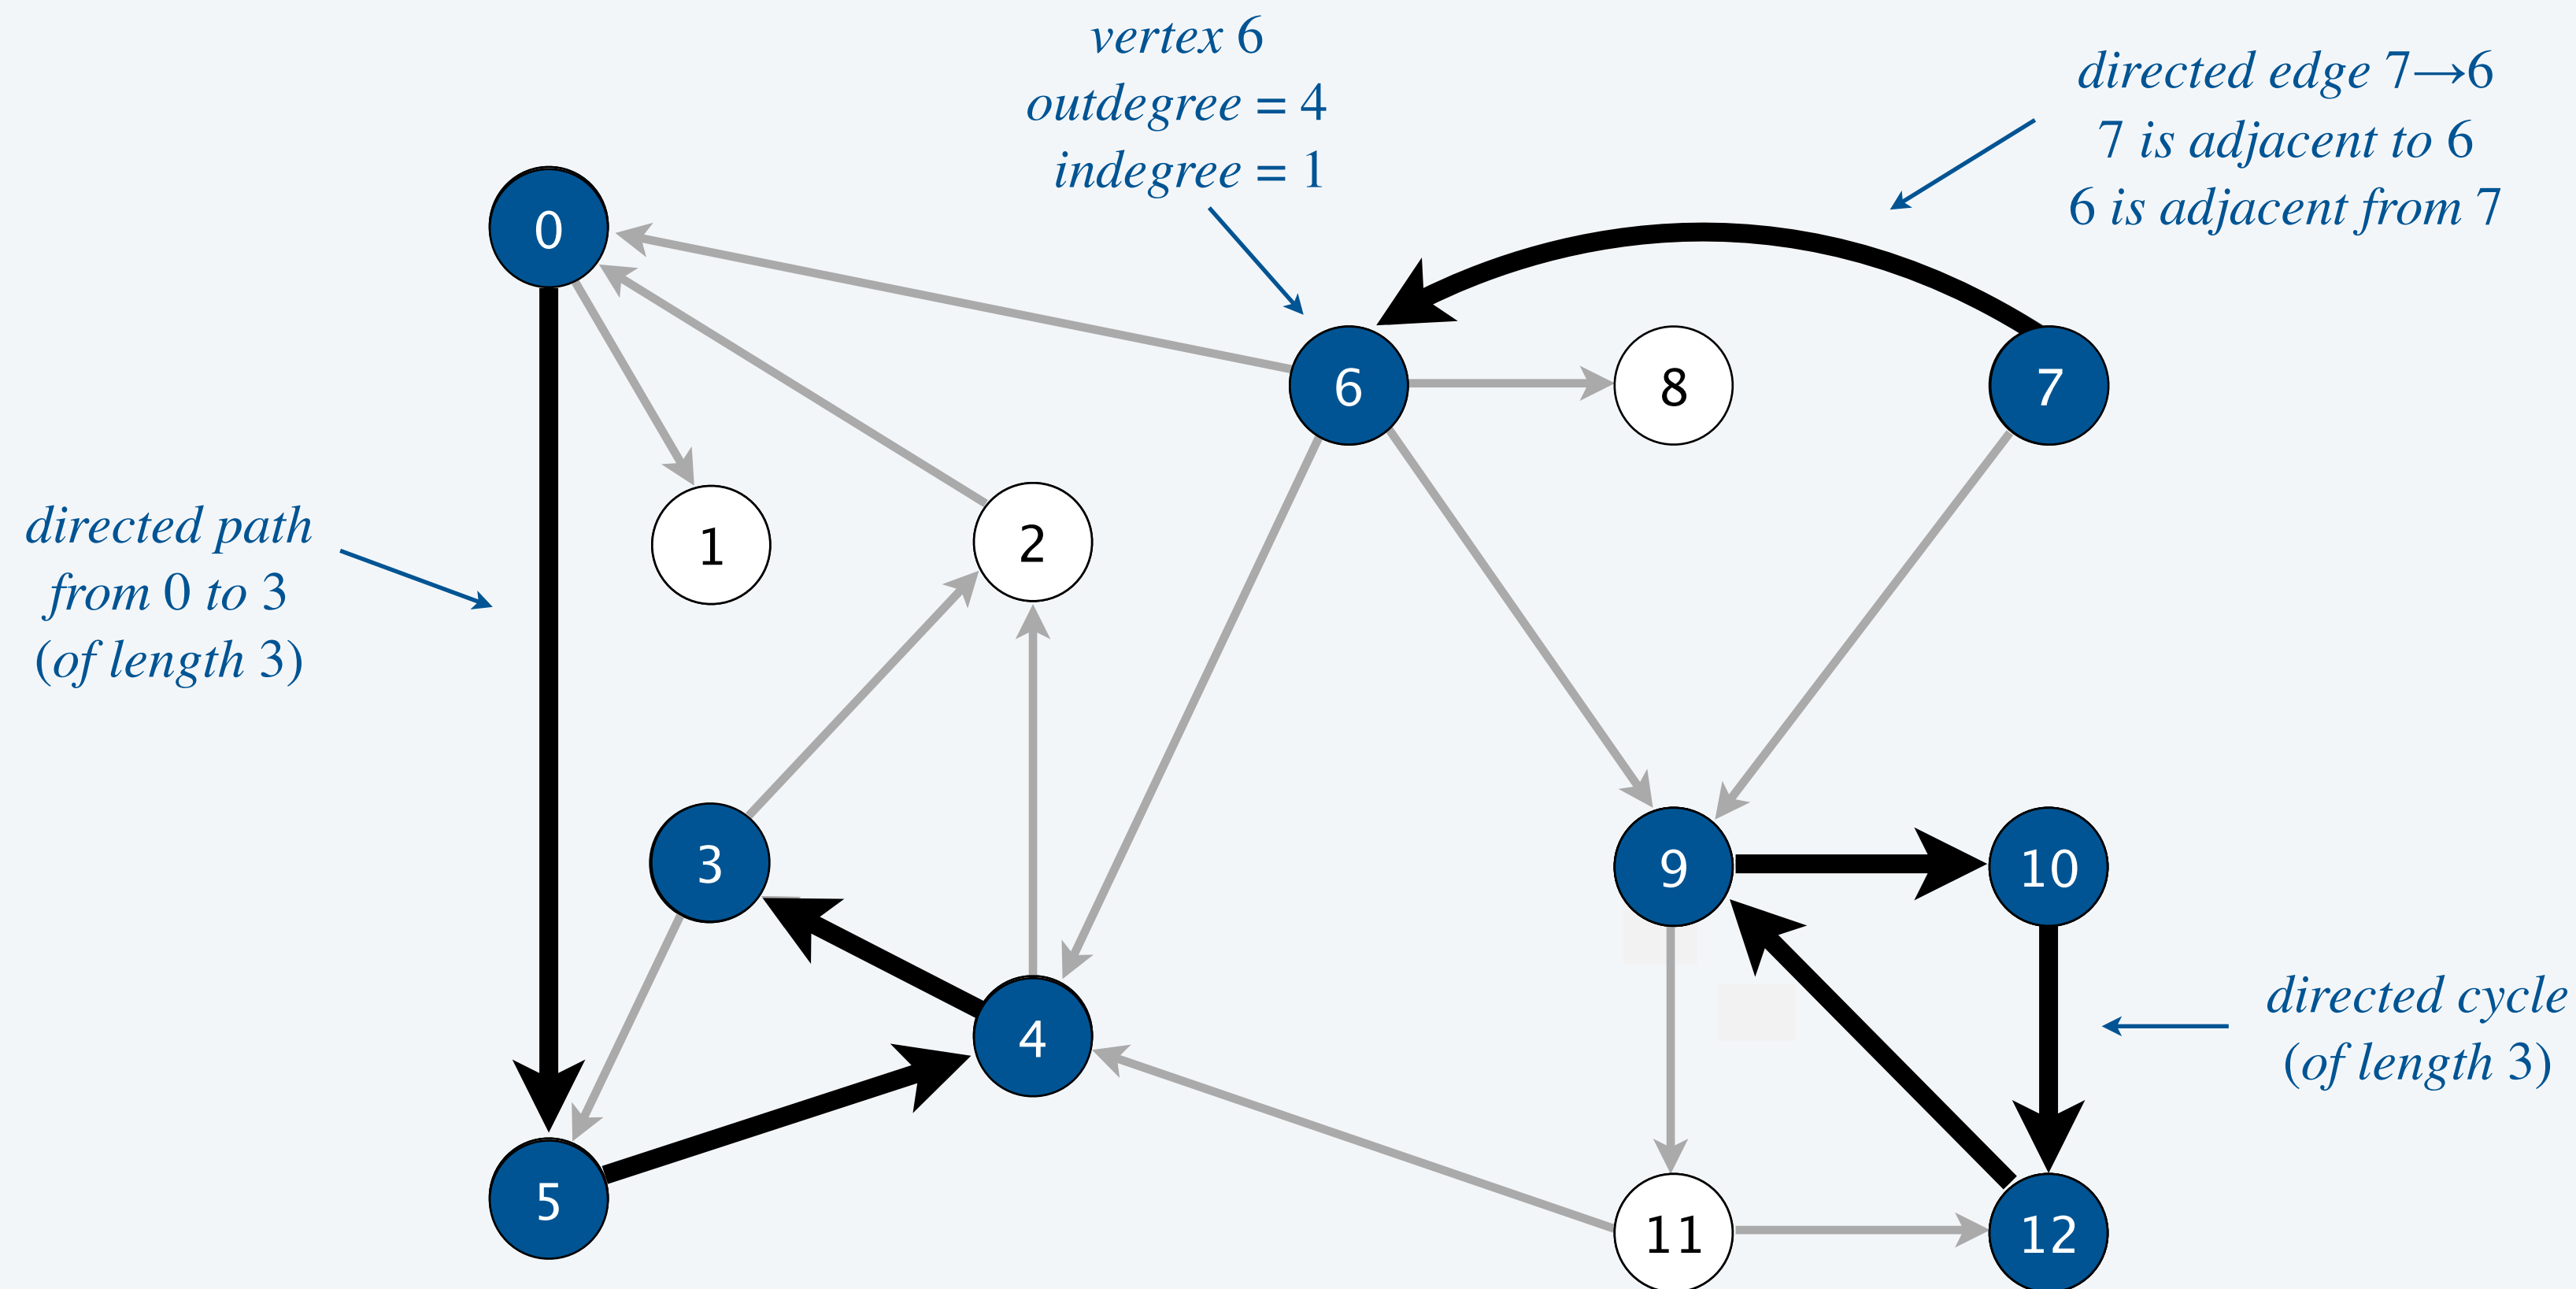 vertex 6
outdegree = 4
indegree = 1
directed edge 7→6
7 is adjacent to 6
6 is adjacent from 7
0
6
8
7
directed path
from 0 to 3
(of length 3)
1
2
3
9
10
4
directed cycle
(of length 3)
5
11
12